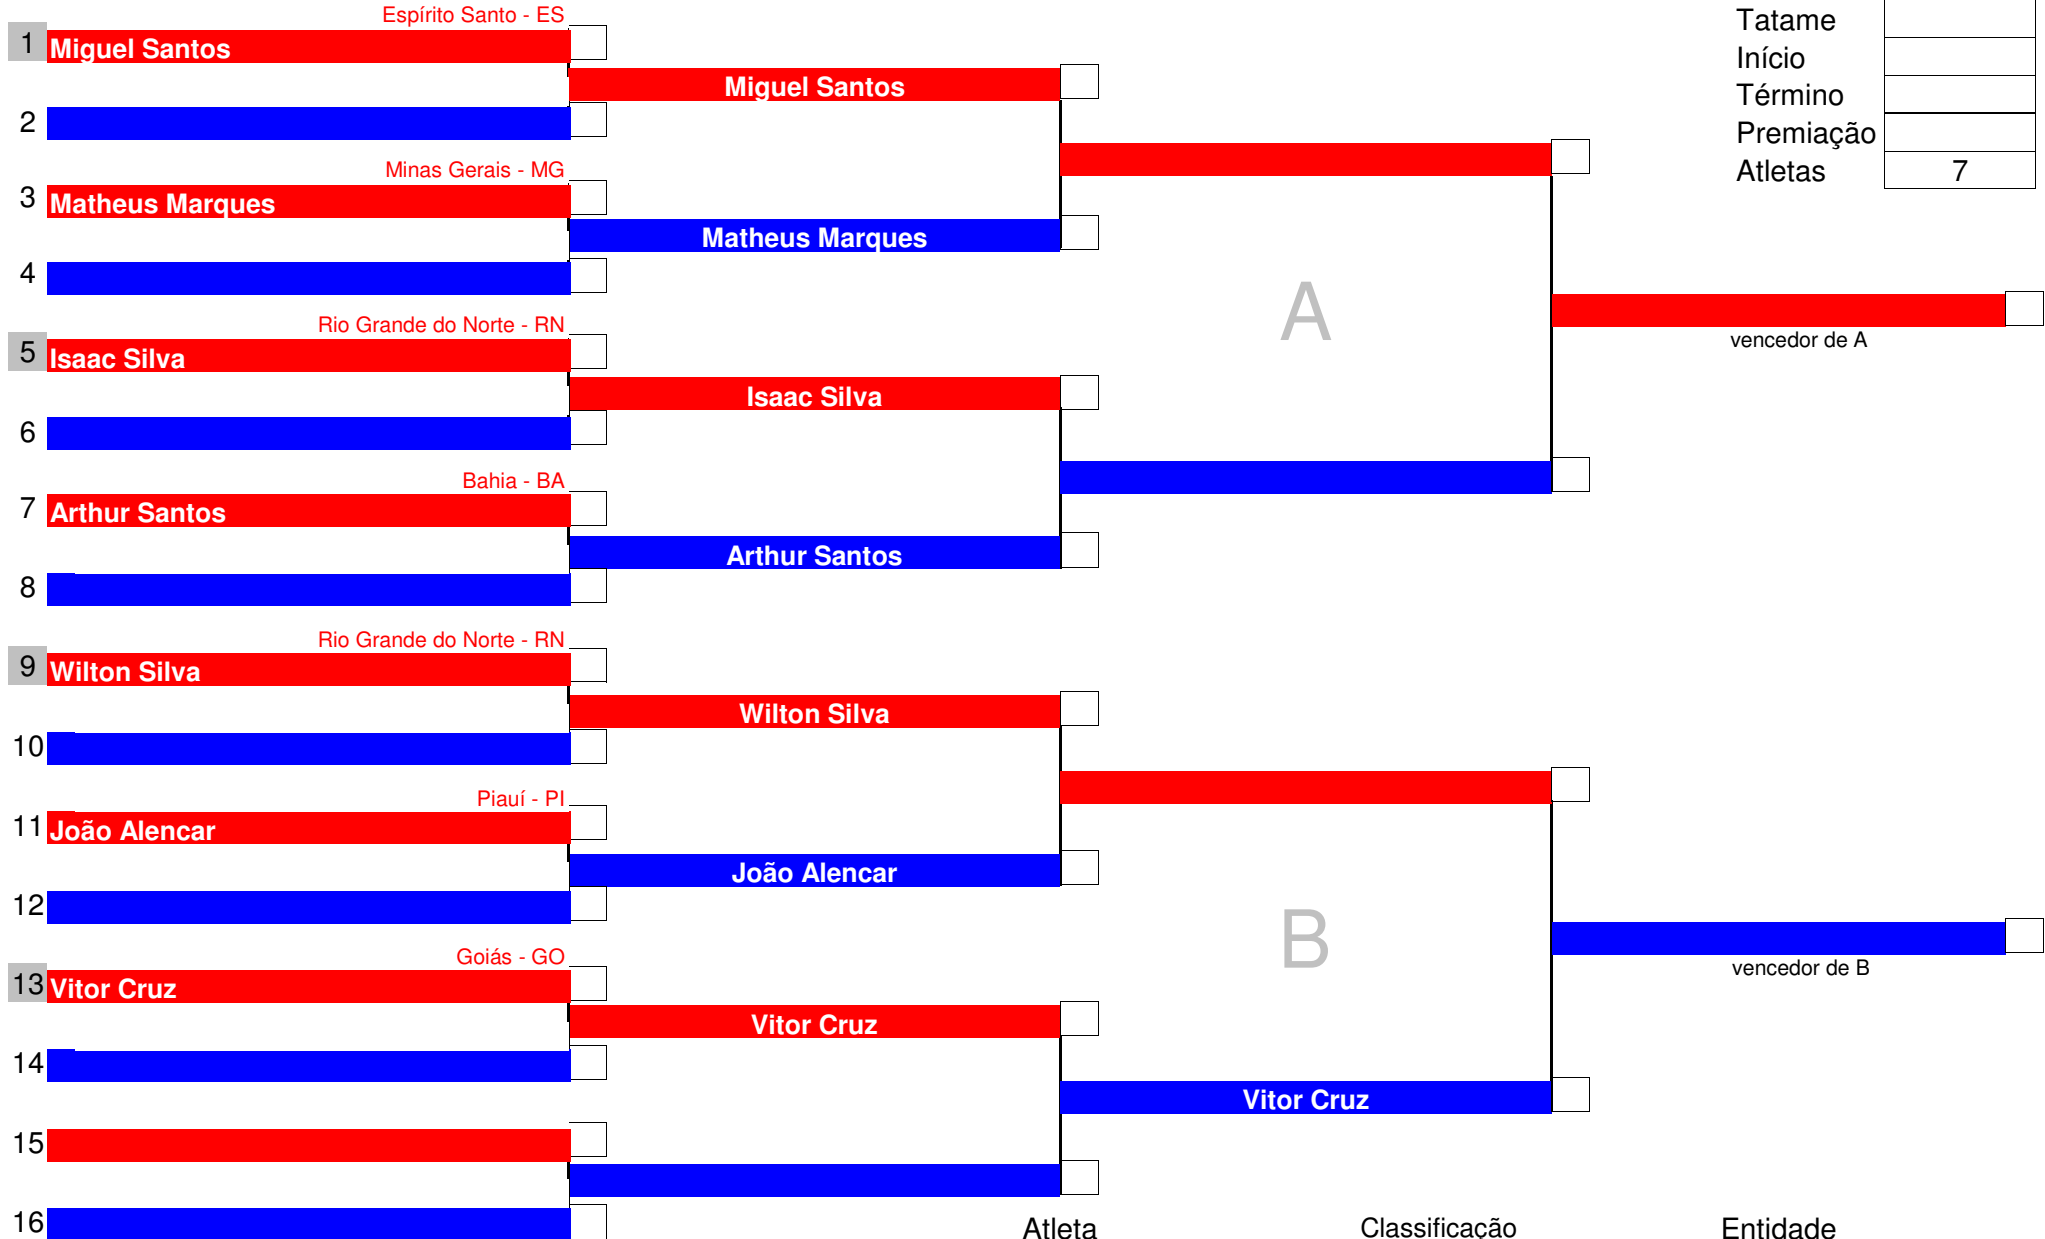 Espírito Santo - ES
1 Miguel Santos
Miguel Santos
2
Minas Gerais - MG
3 Matheus Marques
Matheus Marques
4
Rio Grande do Norte - RN
5 Isaac Silva
Isaac Silva
6
Bahia - BA
7 Arthur Santos
Arthur Santos
8
Rio Grande do Norte - RN
9 Wilton Silva
Wilton Silva
10
Piauí - PI
11 João Alencar
João Alencar
12
Goiás - GO
13 Vitor Cruz
Vitor Cruz
14
Vitor Cruz
15
16
A
vencedor de A
B
vencedor de B
Tatame
Início
Término
Premiação
Atletas 7
Atleta Classificação Entidade